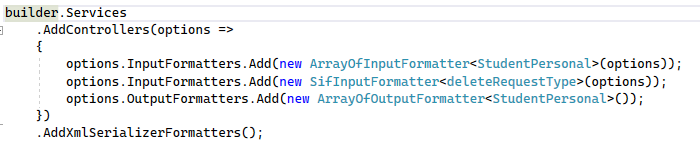 builder.Services
.AddControllers(options =>
{
options.InputFormatters.Add(new ArrayOfInputFormatter<StudentPersonal>(options));
options.InputFormatters.Add(new SifInputFormatter<deleteRequestType>(options));
options.OutputFormatters.Add(new ArrayOfOutputFormatter<StudentPersonal>());
})
.AddXmlSerializerFormatters();